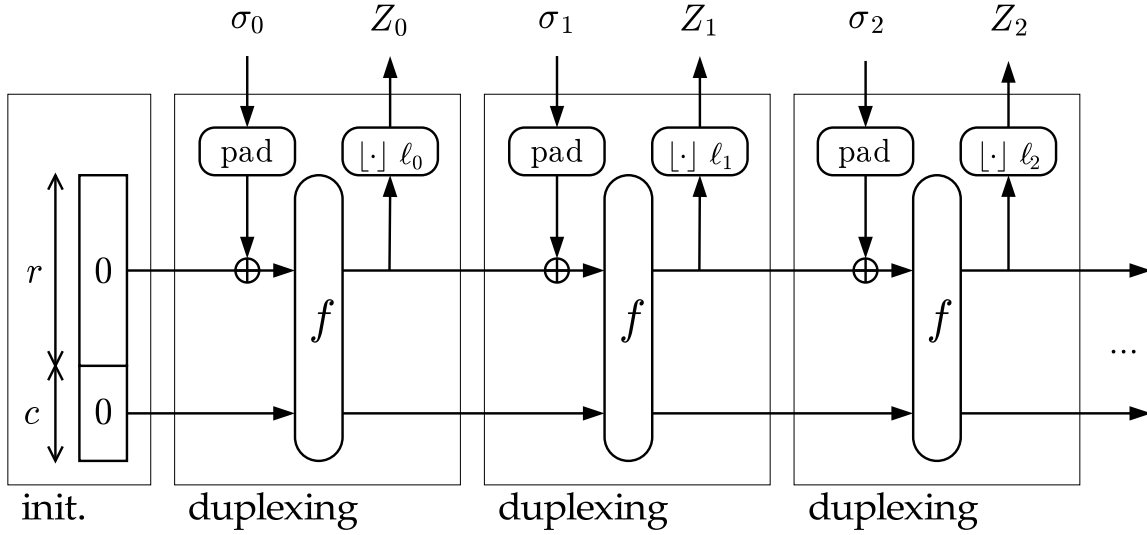 σ₀ Z₀ σ₁ Z₁ σ₂ Z₂
pad ⌊·⌋ ℓ₀ pad ⌊·⌋ ℓ₁ pad ⌊·⌋ ℓ₂
r 0
f f f
...
c 0
init. duplexing duplexing duplexing